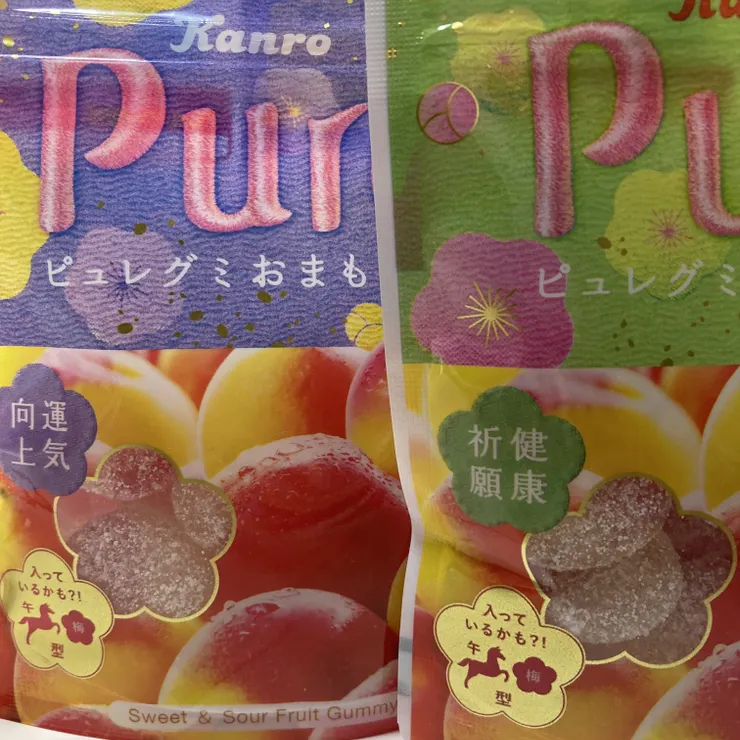 Kanro
Pur
ピュレグミおまも
運気
向上
入って
いるかも?!
午
梅
型
Sweet & Sour Fruit Gummy
Pu
ピュレグミ
健康
祈願
入って
いるかも?!
午
梅
型